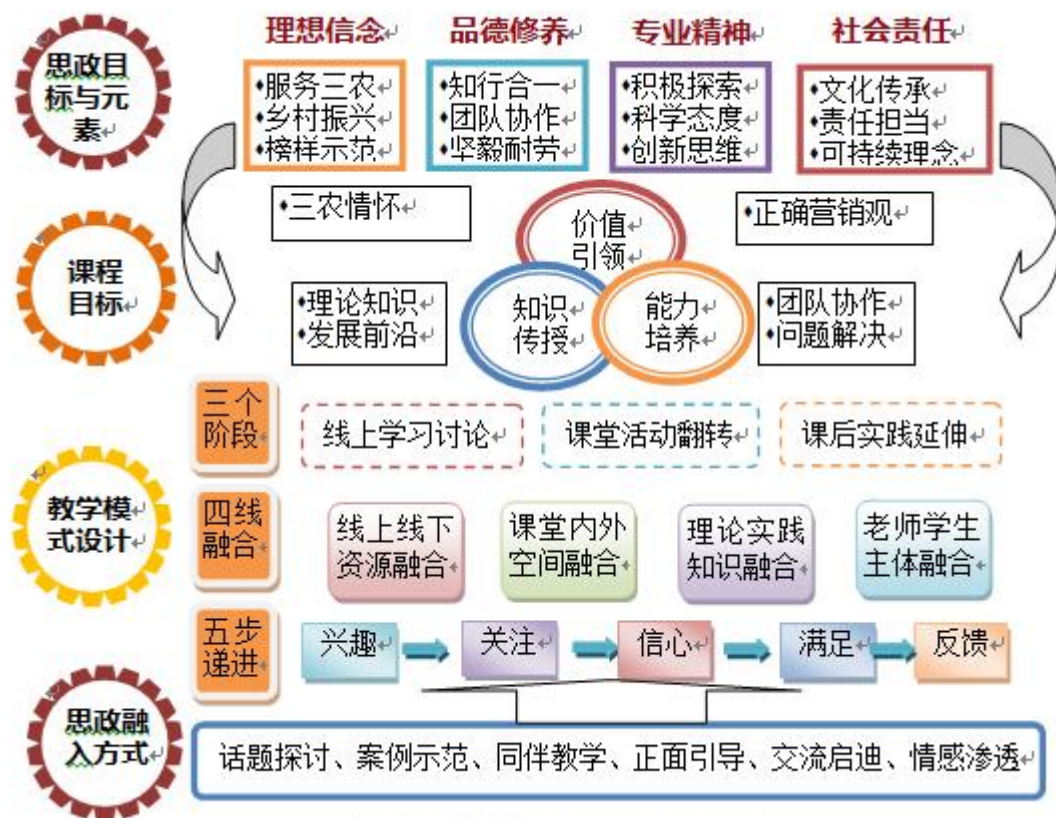 思政目
标与元
素
理想信念
品德修养
专业精神
社会责任
•服务三农
•乡村振兴
•榜样示范
•知行合一
•团队协作
•坚毅耐劳
•积极探索
•科学态度
•创新思维
•文化传承
•责任担当
•可持续理念
课程
目标
•三农情怀
价值
引领
•正确营销观
•理论知识
•发展前沿
知识
传授
能力
培养
•团队协作
•问题解决
教学模
式设计
三个
阶段
线上学习讨论
课堂活动翻转
课后实践延伸
四线
融合
线上线下
资源融合
课堂内外
空间融合
理论实践
知识融合
老师学生
主体融合
五步
递进
兴趣
关注
信心
满足
反馈
思政融
入方式
话题探讨、案例示范、同伴教学、正面引导、交流启迪、情感渗透